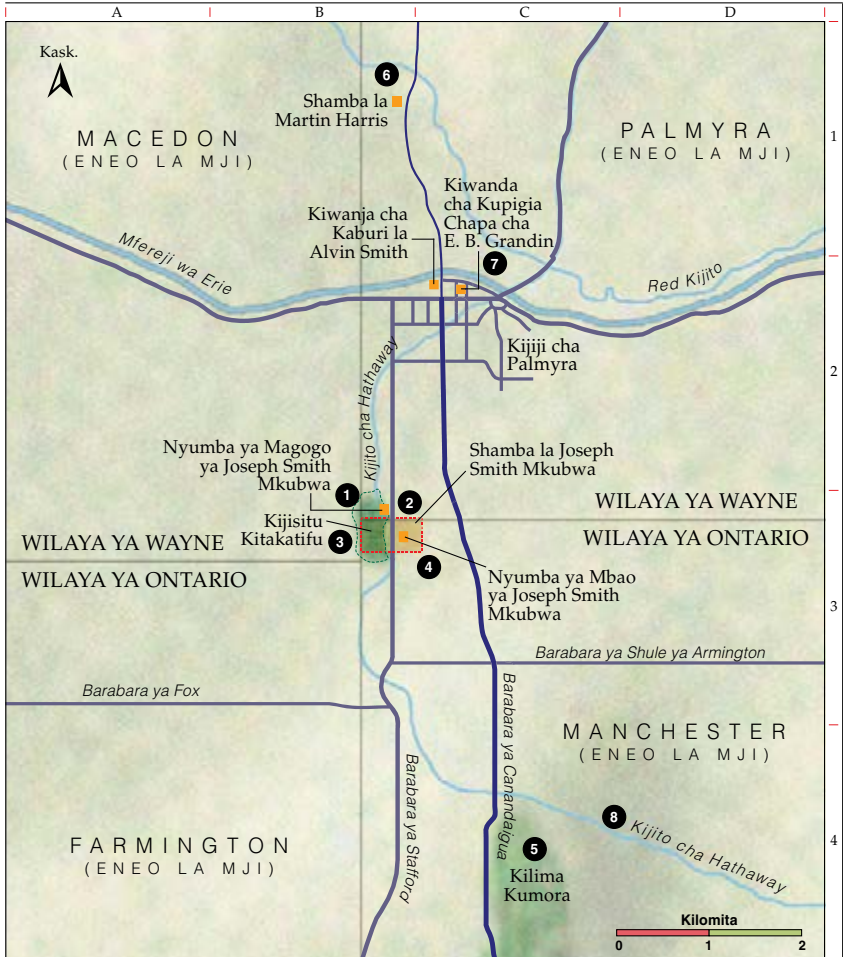 A B C D
Kask.
6
Shamba la
Martin Harris
MACEDON
(ENEO LA MJI)
PALMYRA
(ENEO LA MJI)
1
Kiwanda
cha Kupigia
Chapa cha
E. B. Grandin
7
Kiwanja cha
Kaburi la
Alvin Smith
Mfereji wa Erie
Red Kijito
Kijiji cha
Palmyra
2
Kijito cha Hathaway
Nyumba ya Magogo
ya Joseph Smith
Mkubwa
Shamba la Joseph
Smith Mkubwa
1
2
Kijisitu
Kitakatifu
3
4
WILAYA YA WAYNE
WILAYA YA ONTARIO
WILAYA YA WAYNE
WILAYA YA ONTARIO
Nyumba ya Mbao
ya Joseph Smith
Mkubwa
3
Barabara ya Shule ya Armington
Barabara ya Fox
Barabara ya Canandaigua
Barabara ya Stafford
MANCHESTER
(ENEO LA MJI)
8
Kijito cha Hathaway
4
FARMINGTON
(ENEO LA MJI)
5
Kilima
Kumora
Kilomita
0 1 2